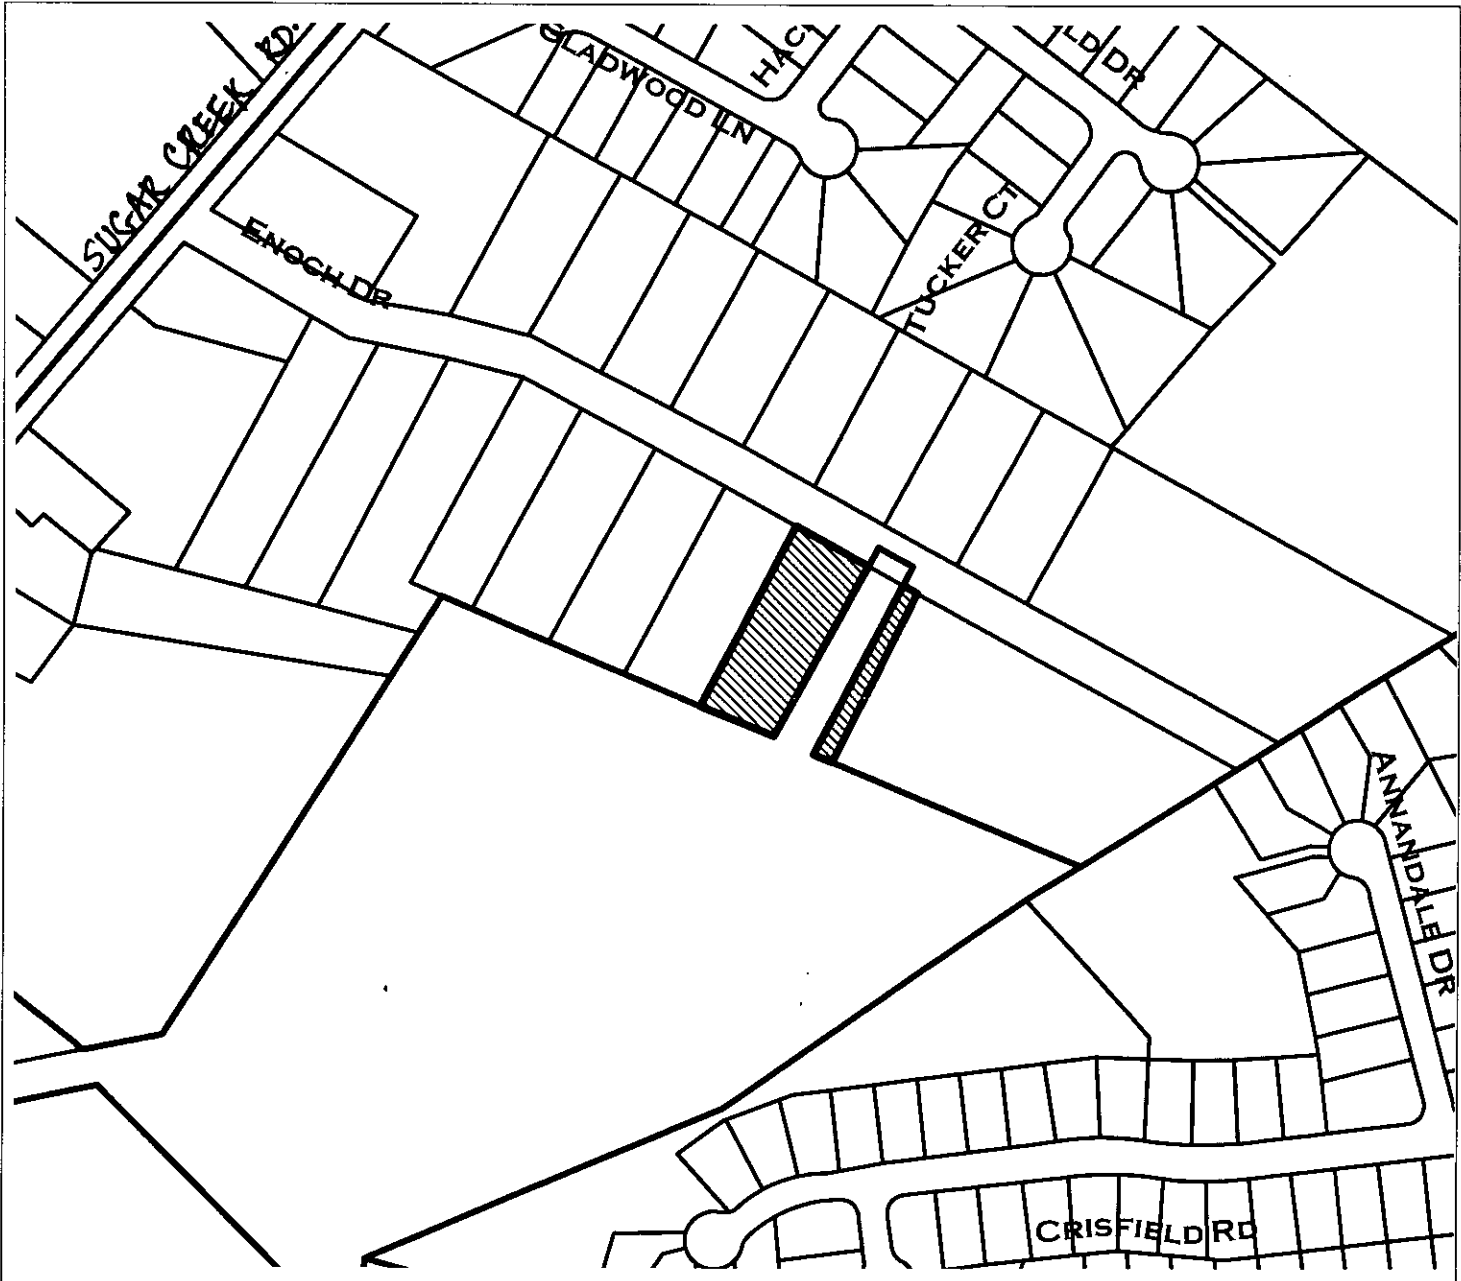 SUGAR CREEK RD.
GLADWOOD LN
HAC
LD DR
ENOCH DR
TUCKER CT
ANNANDALE DR
CRISFIELD RD